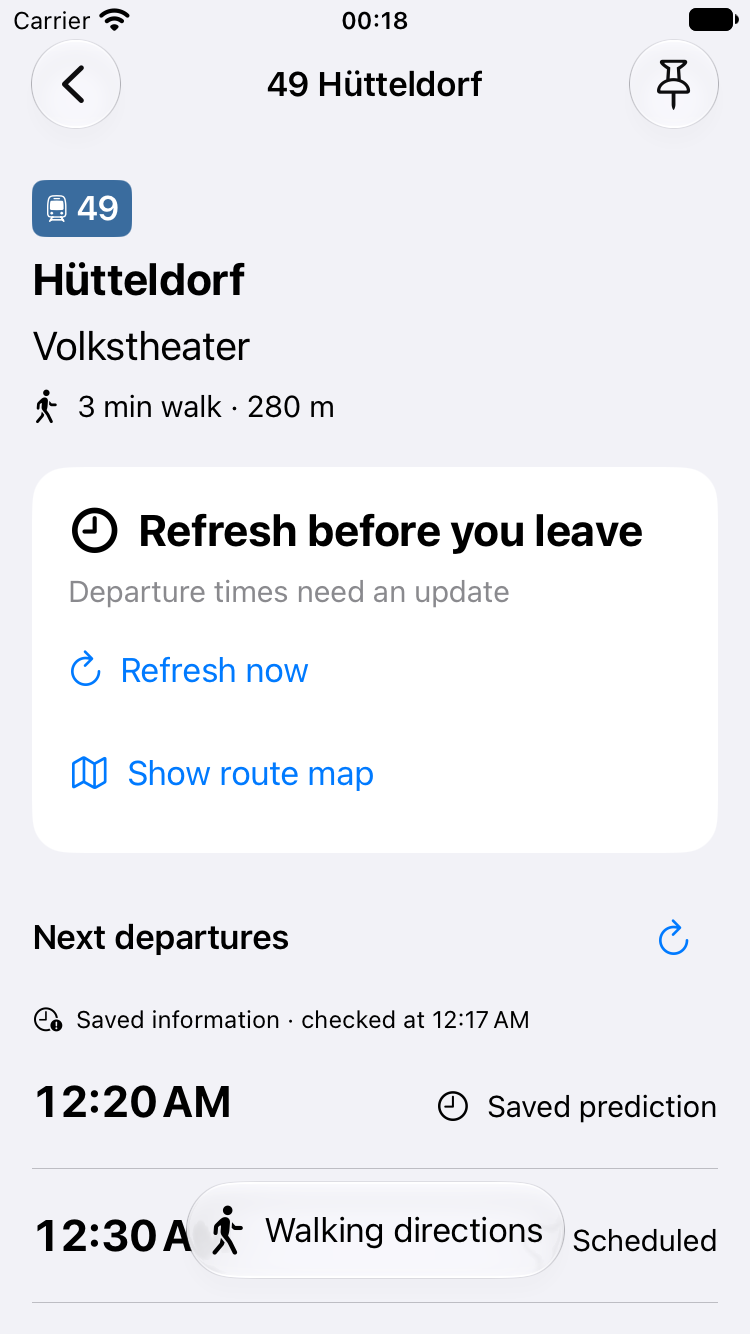 Carrier 00:18
49 Hütteldorf
49
Hütteldorf
Volkstheater
3 min walk · 280 m
Refresh before you leave
Departure times need an update
Refresh now
Show route map
Next departures
Saved information · checked at 12:17 AM
12:20 AM Saved prediction
12:30 A Walking directions Scheduled